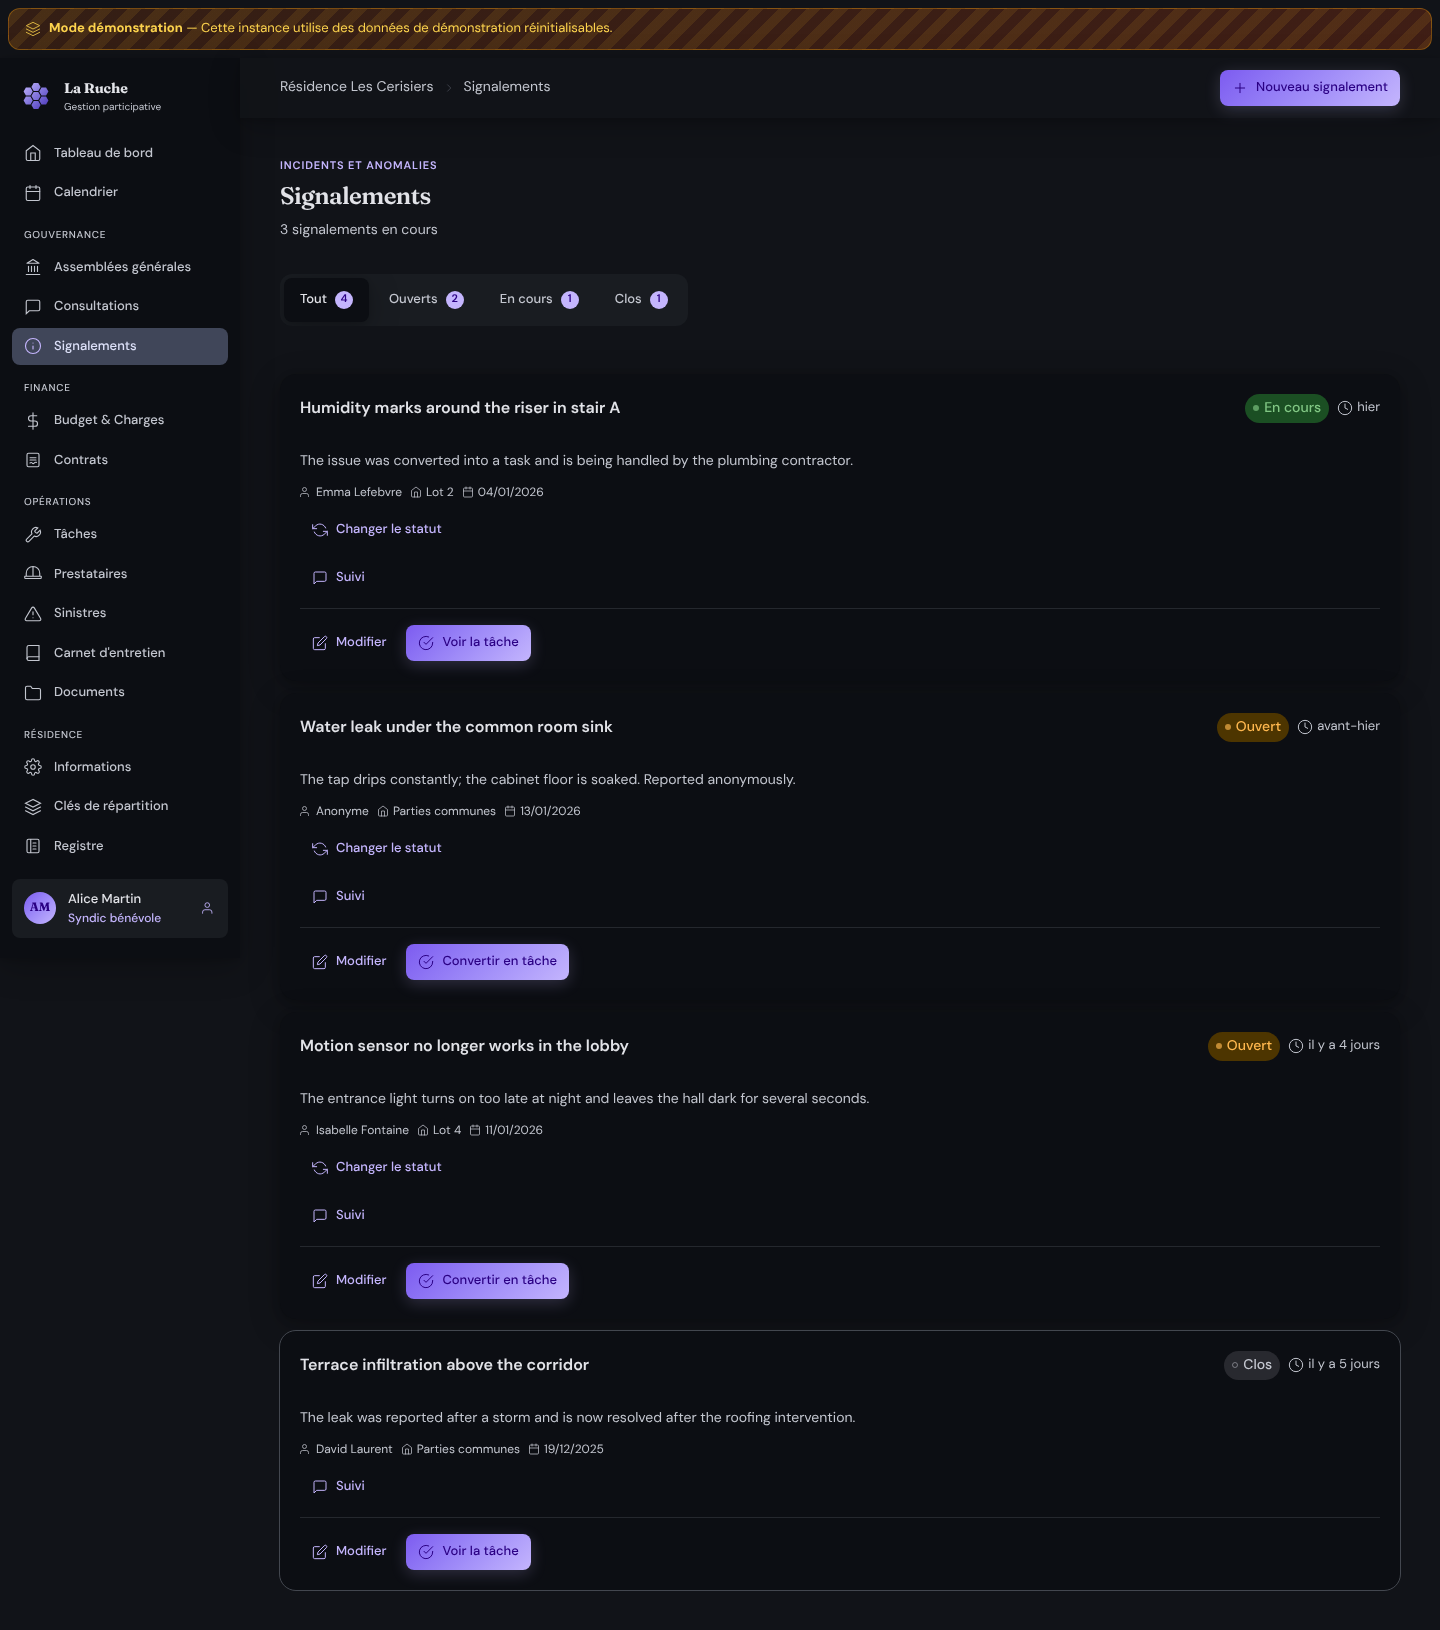 Mode démonstration — Cette instance utilise des données de démonstration réinitialisables.
La Ruche
Gestion participative
Tableau de bord
Calendrier
GOUVERNANCE
Assemblées générales
Consultations
Signalements
FINANCE
Budget & Charges
Contrats
OPÉRATIONS
Tâches
Prestataires
Sinistres
Carnet d'entretien
Documents
RÉSIDENCE
Informations
Clés de répartition
Registre
AM
Alice Martin
Syndic bénévole
Résidence Les Cerisiers > Signalements
Nouveau signalement
INCIDENTS ET ANOMALIES
Signalements
3 signalements en cours
Tout 4 Ouverts 2 En cours 1 Clos 1
Humidity marks around the riser in stair A
En cours hier
The issue was converted into a task and is being handled by the plumbing contractor.
Emma Lefebvre Lot 2 04/01/2026
Changer le statut
Suivi
Modifier Voir la tâche
Water leak under the common room sink
Ouvert avant-hier
The tap drips constantly; the cabinet floor is soaked. Reported anonymously.
Anonyme Parties communes 13/01/2026
Changer le statut
Suivi
Modifier Convertir en tâche
Motion sensor no longer works in the lobby
Ouvert il y a 4 jours
The entrance light turns on too late at night and leaves the hall dark for several seconds.
Isabelle Fontaine Lot 4 11/01/2026
Changer le statut
Suivi
Modifier Convertir en tâche
Terrace infiltration above the corridor
Clos il y a 5 jours
The leak was reported after a storm and is now resolved after the roofing intervention.
David Laurent Parties communes 19/12/2025
Suivi
Modifier Voir la tâche